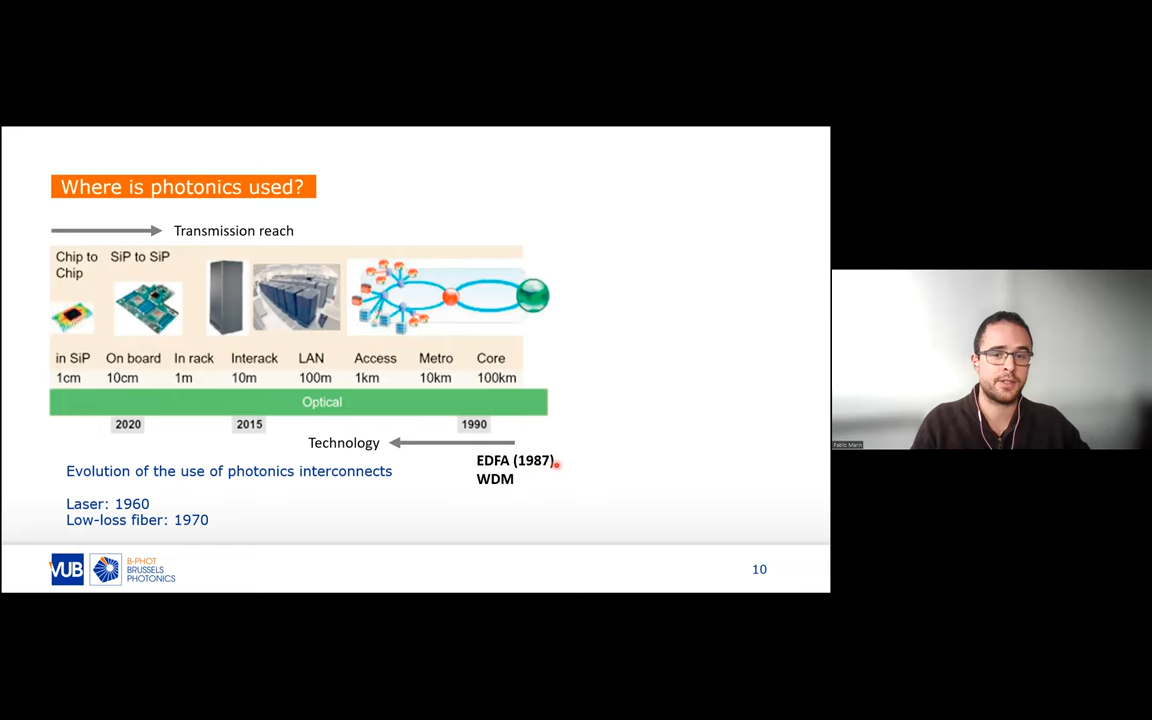 Where is photonics used?
Transmission reach
Chip to Chip
SiP to SiP
in SiP On board In rack Interack LAN Access Metro Core
1cm 10cm 1m 10m 100m 1km 10km 100km
Optical
2020 2015 1990
Technology
EDFA (1987)
WDM
Evolution of the use of photonics interconnects
Laser: 1960
Low-loss fiber: 1970
VUB
B-PHOT
BRUSSELS
PHOTONICS
10
Pablo Marin